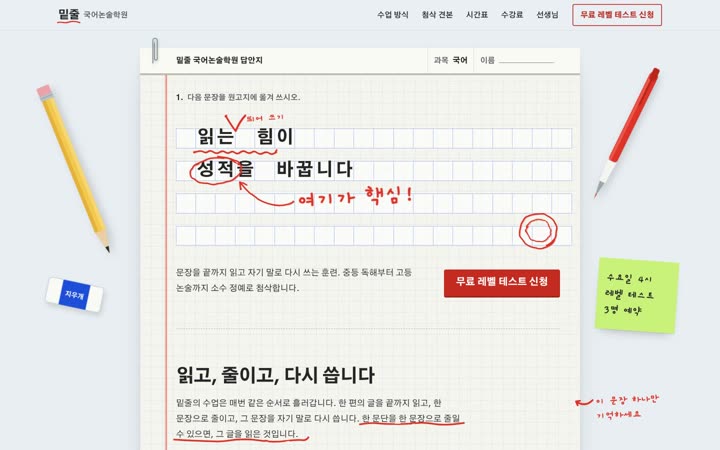 밑줄 국어논술학원
수업 방식 첨삭 견본 시간표 수강료 선생님 무료 레벨 테스트 신청
밑줄 국어논술학원 답안지 과목 국어 이름
1. 다음 문장을 원고지에 옮겨 쓰시오.
띄어 쓰기
읽는 힘이
성적을 바꿉니다
여기가 핵심!
문장을 끝까지 읽고 자기 말로 다시 쓰는 훈련. 중등 독해부터 고등
논술까지 소수 정예로 첨삭합니다.
무료 레벨 테스트 신청
지우개
수요일 4시
레벨 테스트
3명 예약
읽고, 줄이고, 다시 씁니다
밑줄의 수업은 매번 같은 순서로 흘러갑니다. 한 편의 글을 끝까지 읽고, 한
문장으로 줄이고, 그 문장을 자기 말로 다시 씁니다. 한 문단을 한 문장으로 줄일
수 있으면, 그 글을 읽은 것입니다.
이 문장 하나만
기억하세요